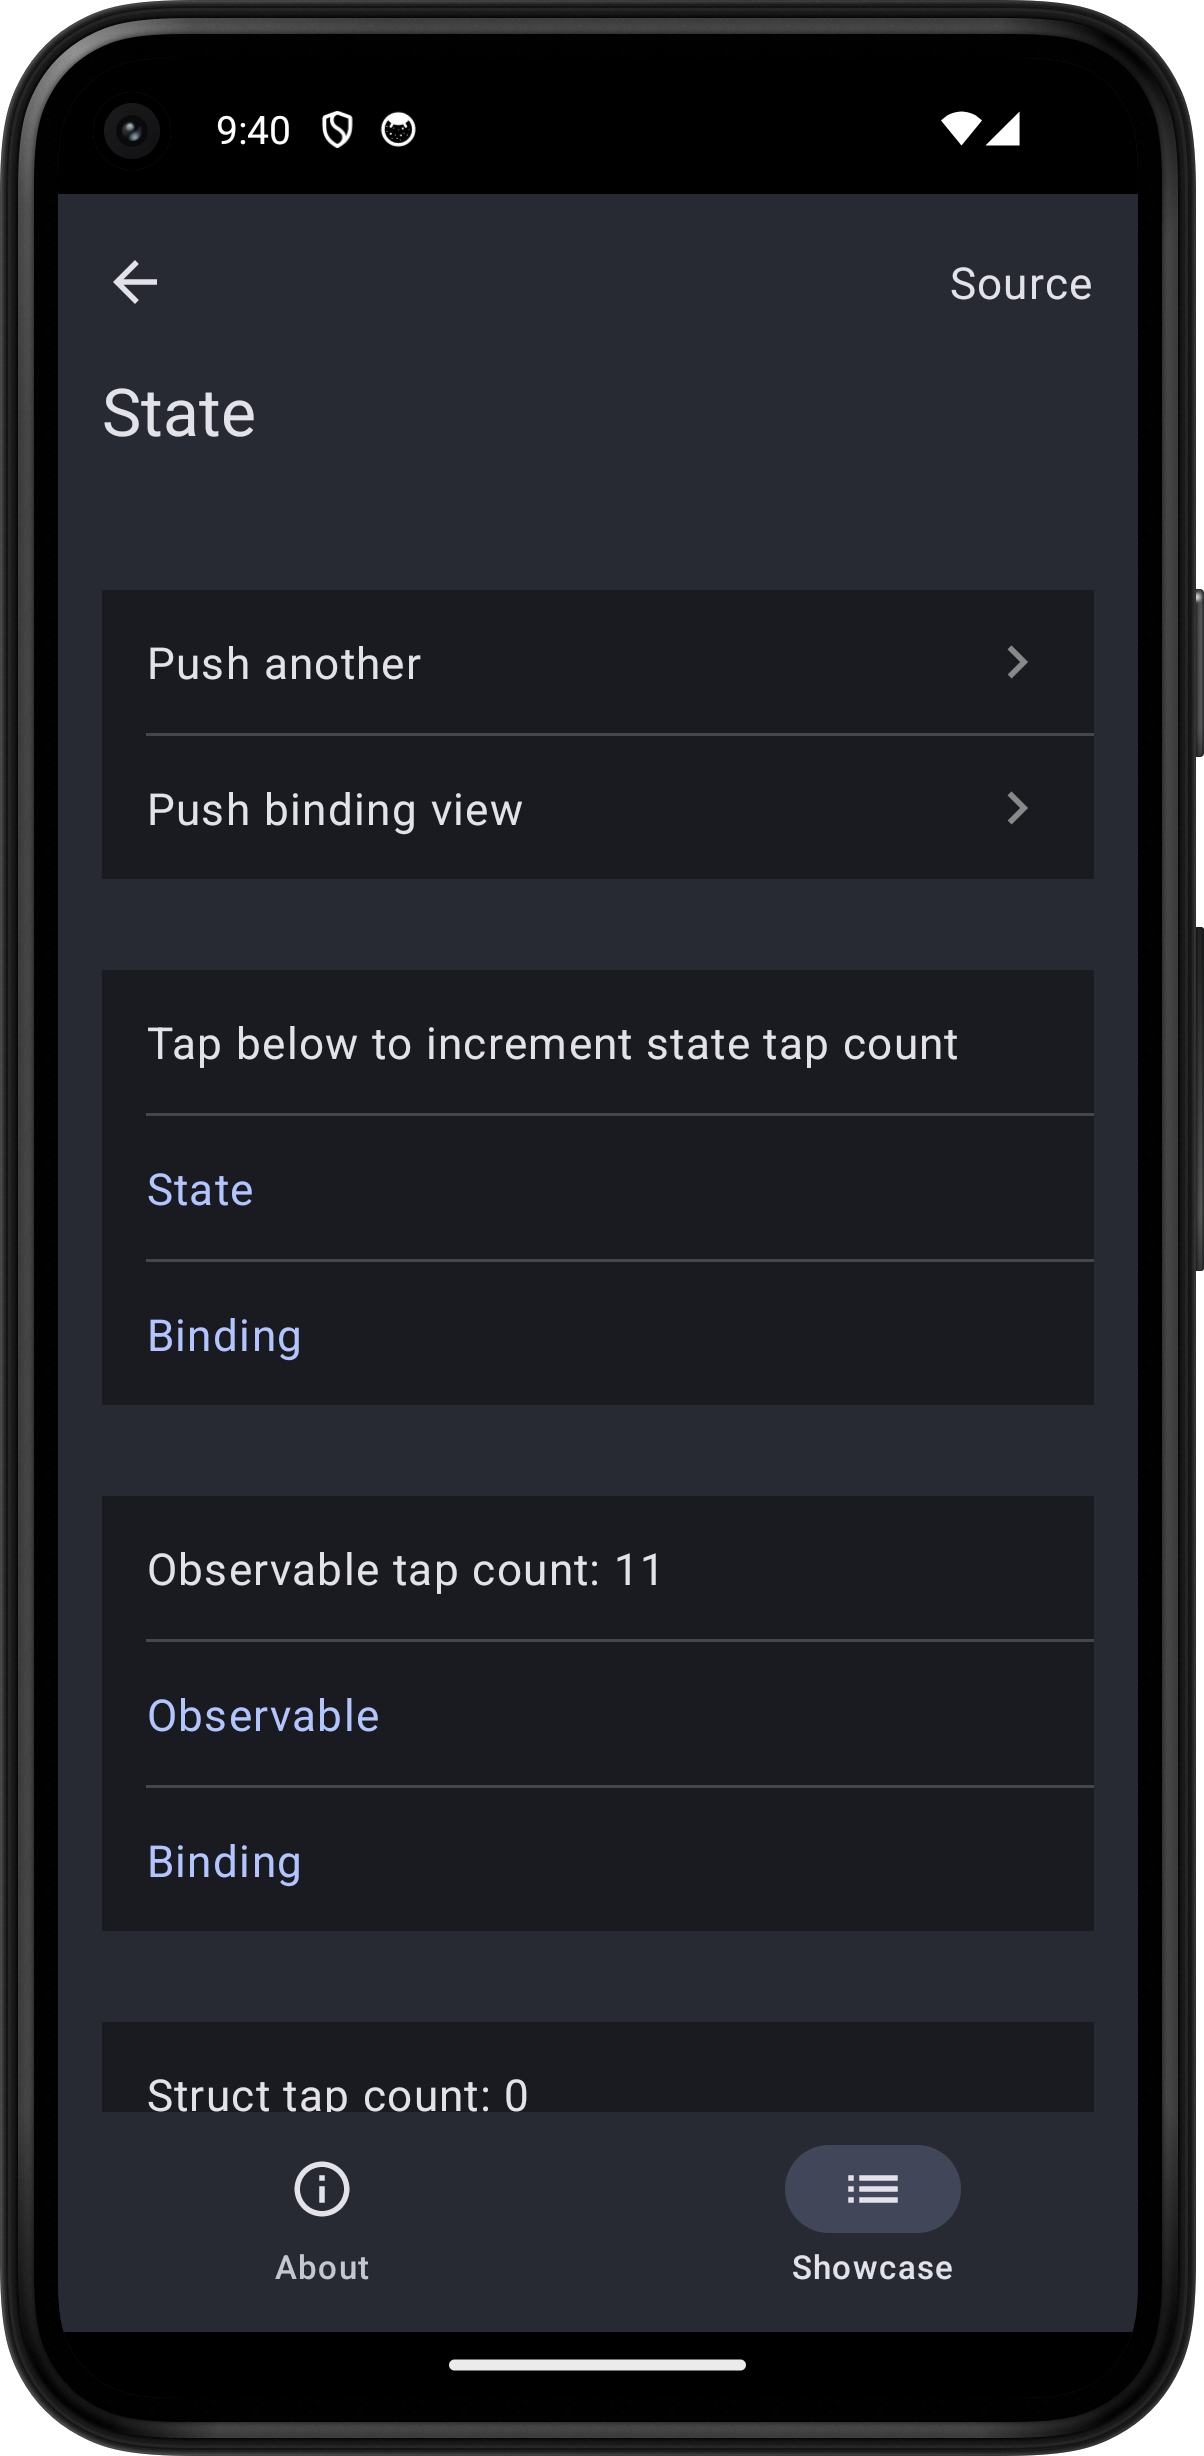 9:40
Source
State
Push another
Push binding view
Tap below to increment state tap count
State
Binding
Observable tap count: 11
Observable
Binding
Struct tap count: 0
About
Showcase